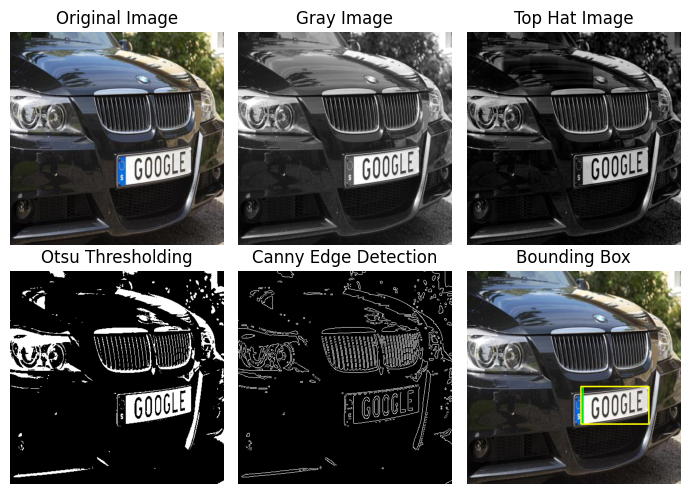 Original Image
Gray Image
Top Hat Image
GOOGLE
S
GOOGLE
S
GOOGLE
S
Otsu Thresholding
Canny Edge Detection
Bounding Box
GOOGLE
S
GOOGLE
GOOGLE